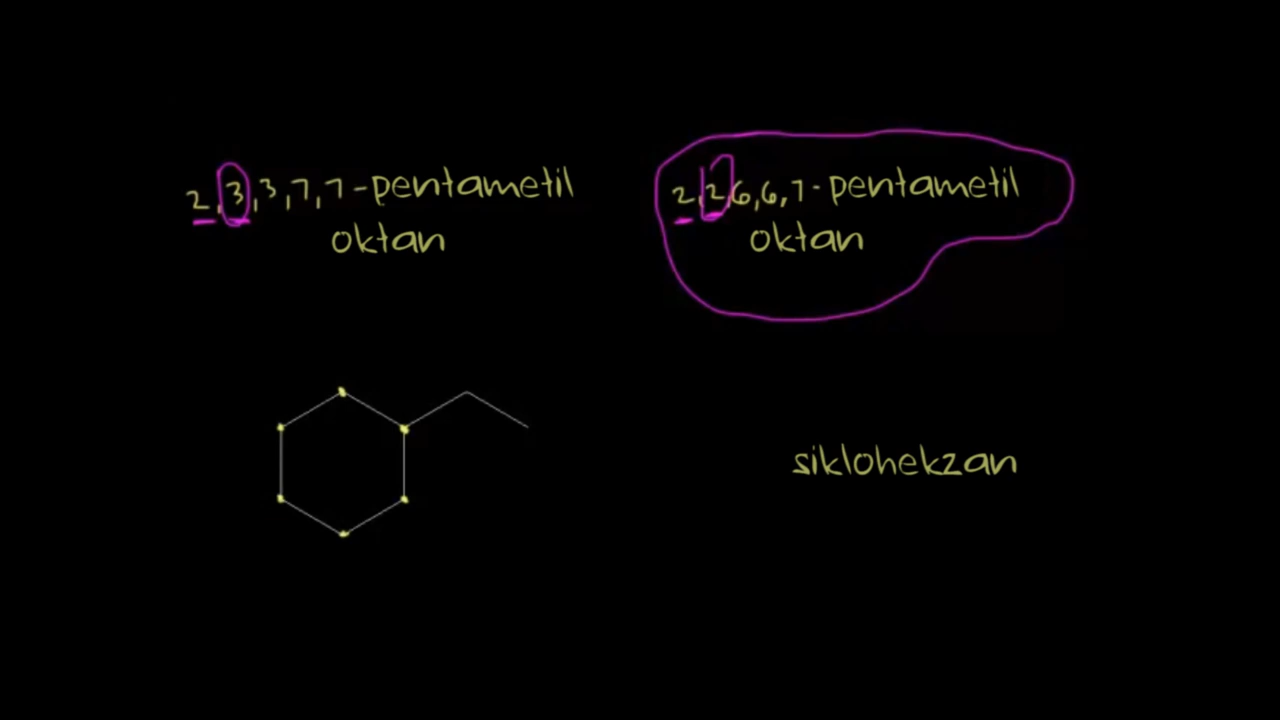 2,3,3,7,7-pentametil
oktan
2,2,6,6,7-pentametil
oktan
siklohekzan